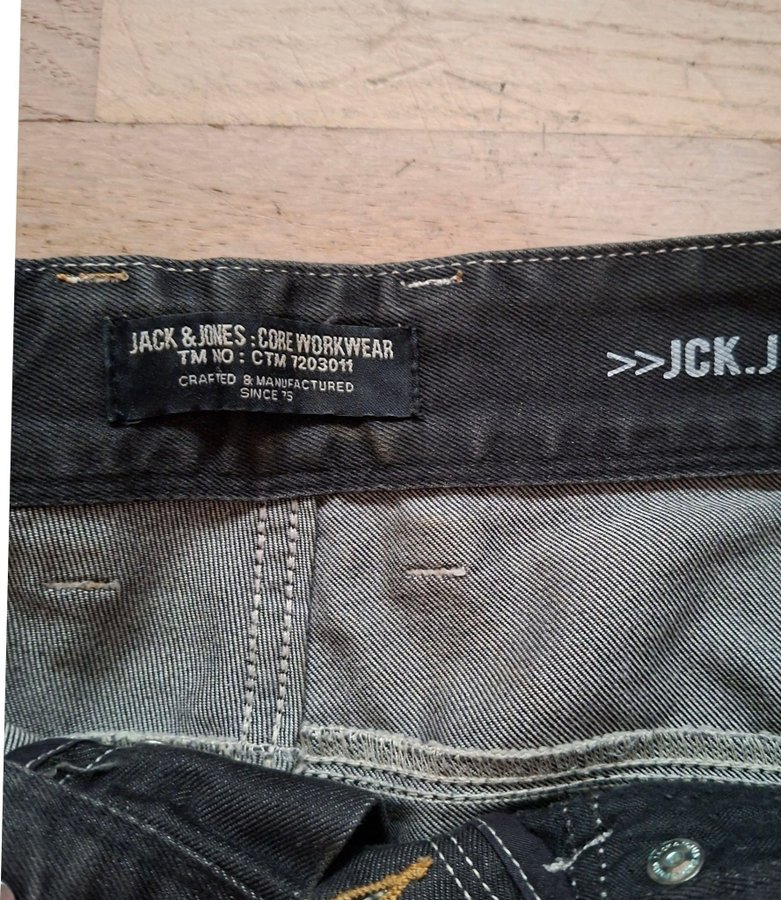 JACK & JONES : CORE WORKWEAR
TM NO : CTM 7203011
CRAFTED & MANUFACTURED
SINCE 75
>>JCK.J